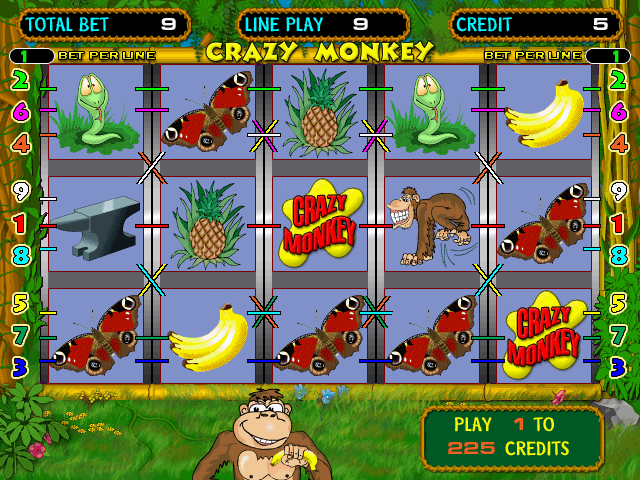 TOTAL BET 9 LINE PLAY 9 CREDIT 5
1 BET PER LINE CRAZY MONKEY BET PER LINE 1
2 2
6 6
4 4
9 9
1 CRAZY MONKEY 1
8 8
5 5
7 CRAZY MONKEY 7
3 3
PLAY 1 TO
225 CREDITS